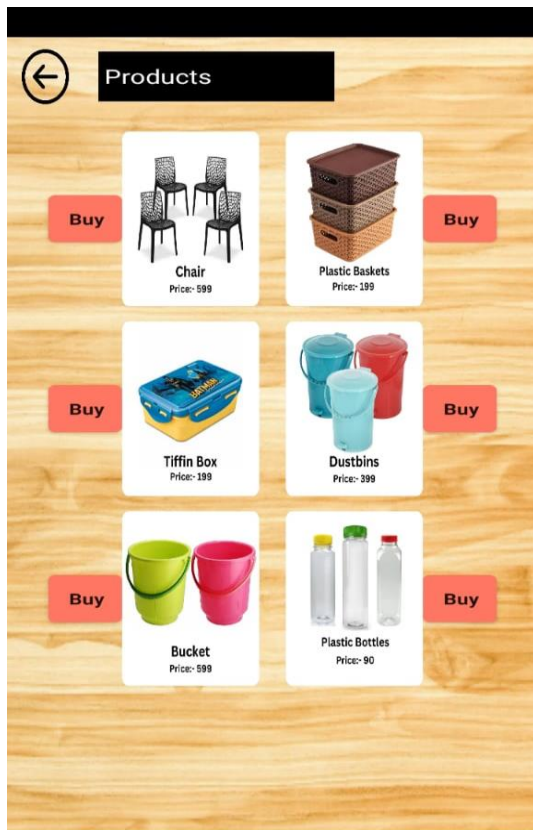 Products
Buy
Chair
Price:- 599
Plastic Baskets
Price:- 199
Buy
Buy
BATMAN
Tiffin Box
Price:- 199
Dustbins
Price:- 399
Buy
Buy
Bucket
Price:- 599
Plastic Bottles
Price:- 90
Buy